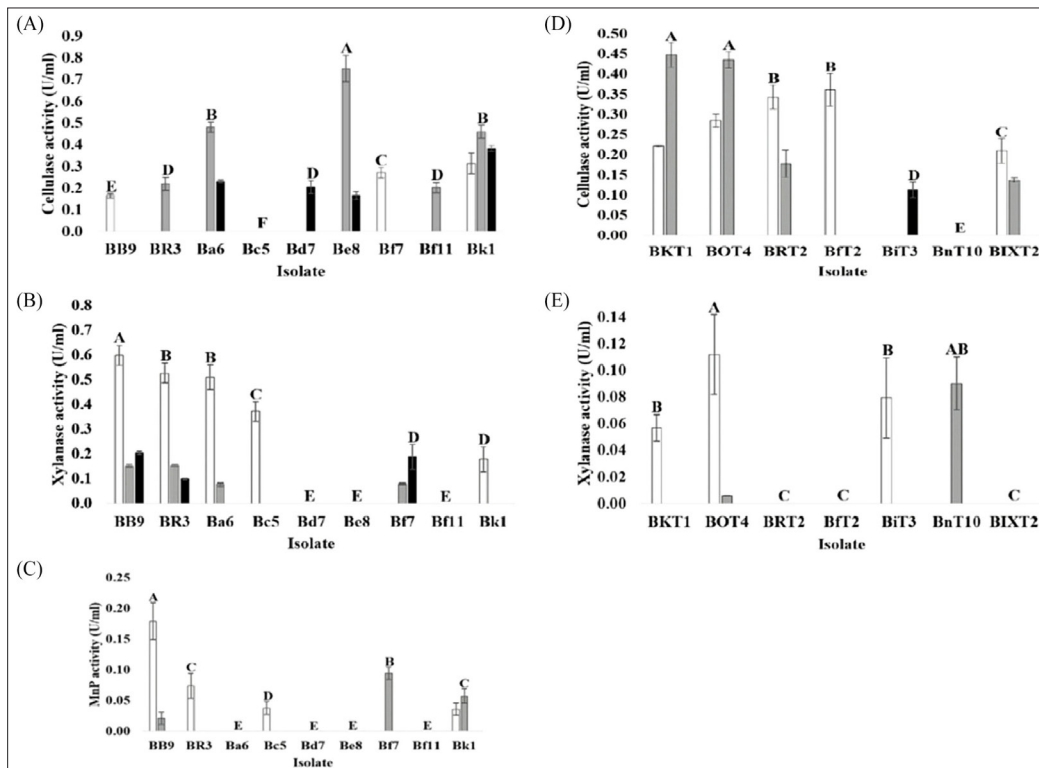 (A)
Cellulase activity (U/ml)
0.9
0.8
0.7
0.6
0.5
0.4
0.3
0.2
0.1
0.0
E
D
B
F
D
A
C
D
B
BB9 BR3 Ba6 Bc5 Bd7 Be8 Bf7 Bf11 Bk1
Isolate
(B)
Xylanase activity (U/ml)
0.8
0.7
0.6
0.5
0.4
0.3
0.2
0.1
0.0
A
B
B
C
E
E
D
E
D
BB9 BR3 Ba6 Bc5 Bd7 Be8 Bf7 Bf11 Bk1
Isolate
(C)
MnP activity (U/ml)
0.25
0.20
0.15
0.10
0.05
0.00
A
C
E
D
E
E
B
E
C
BB9 BR3 Ba6 Bc5 Bd7 Be8 Bf7 Bf11 Bk1
Isolate
(D)
Cellulase activity (U/ml)
0.50
0.45
0.40
0.35
0.30
0.25
0.20
0.15
0.10
0.05
0.00
A
A
B
B
D
E
C
BKT1 BOT4 BRT2 BfT2 BiT3 BnT10 BIXT2
Isolate
(E)
Xylanase activity (U/ml)
0.14
0.12
0.10
0.08
0.06
0.04
0.02
0.00
B
A
C
C
B
AB
C
BKT1 BOT4 BRT2 BfT2 BiT3 BnT10 BIXT2
Isolate